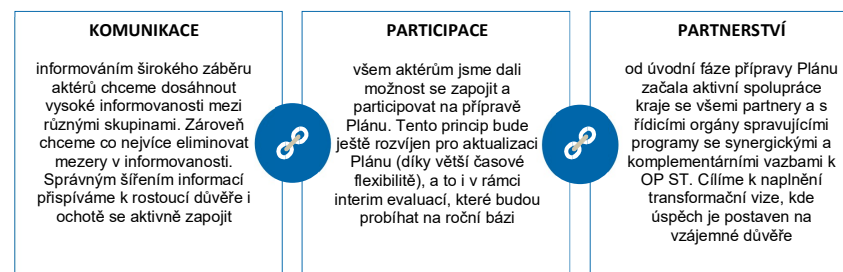 KOMUNIKACE
informováním širokého záběru
aktérů chceme dosáhnout
vysoké informovanosti mezi
různými skupinami. Zároveň
chceme co nejvíce eliminovat
mezery v informovanosti.
Správným šířením informací
přispíváme k rostoucí důvěře i
ochotě se aktivně zapojit
PARTICIPACE
všem aktérům jsme dali
možnost se zapojit a
participovat na přípravě
Plánu. Tento princip bude
ještě rozvíjen pro aktualizaci
Plánu (díky větší časové
flexibilitě), a to i v rámci
interim evaluací, které budou
probíhat na roční bázi
PARTNERSTVÍ
od úvodní fáze přípravy Plánu
začala aktivní spolupráce
kraje se všemi partnery a s
řídicími orgány spravujícími
programy se synergickými a
komplementárními vazbami k
OP ST. Cílíme k naplnění
transformační vize, kde
úspěch je postaven na
vzájemné důvěře